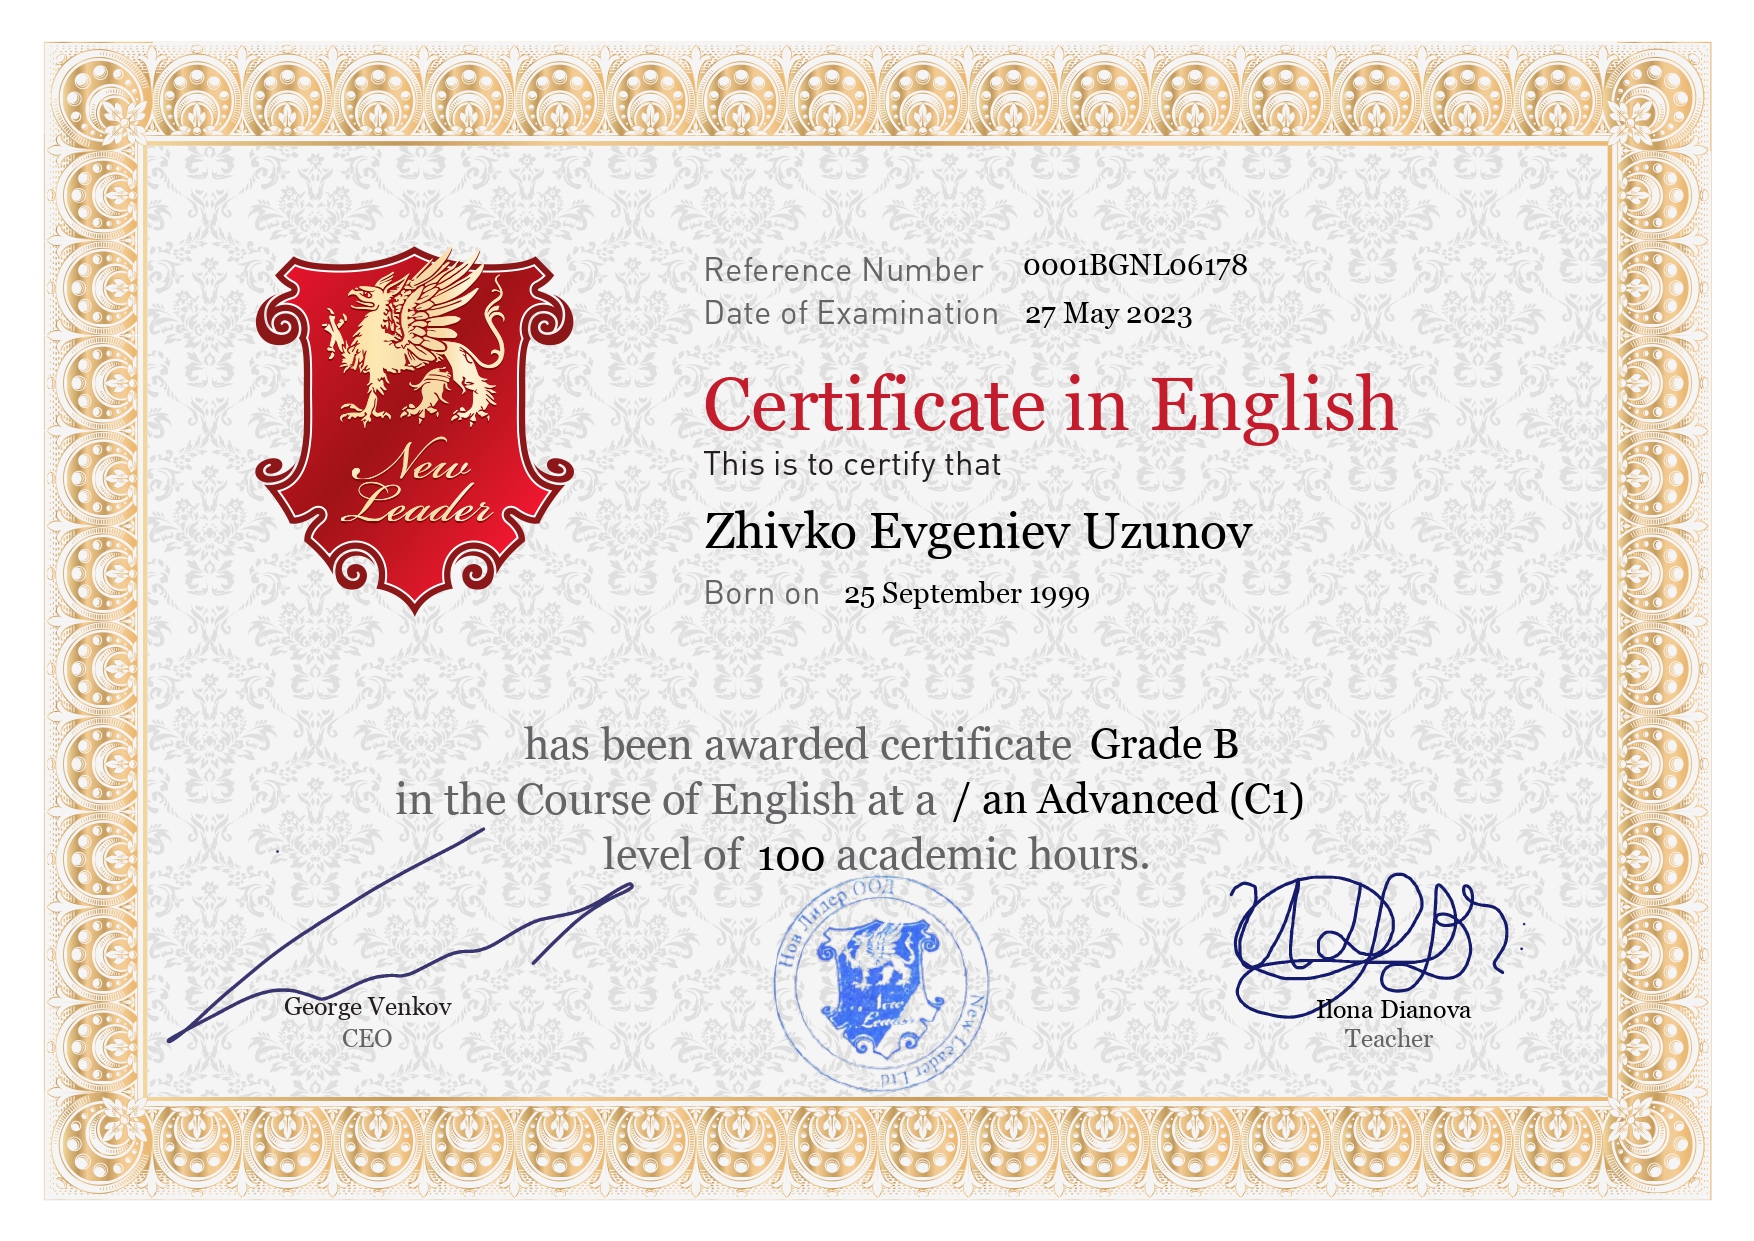 Reference Number 0001BGNL06178
Date of Examination 27 May 2023
Certificate in English
This is to certify that
Zhivko Evgeniev Uzunov
Born on 25 September 1999
New
Leader
has been awarded certificate Grade B
in the Course of English at a / an Advanced (C1)
level of 100 academic hours.
George Venkov
CEO
Нов Лидер ООД
New Leader Ltd
New
Leader
Ilona Dianova
Teacher